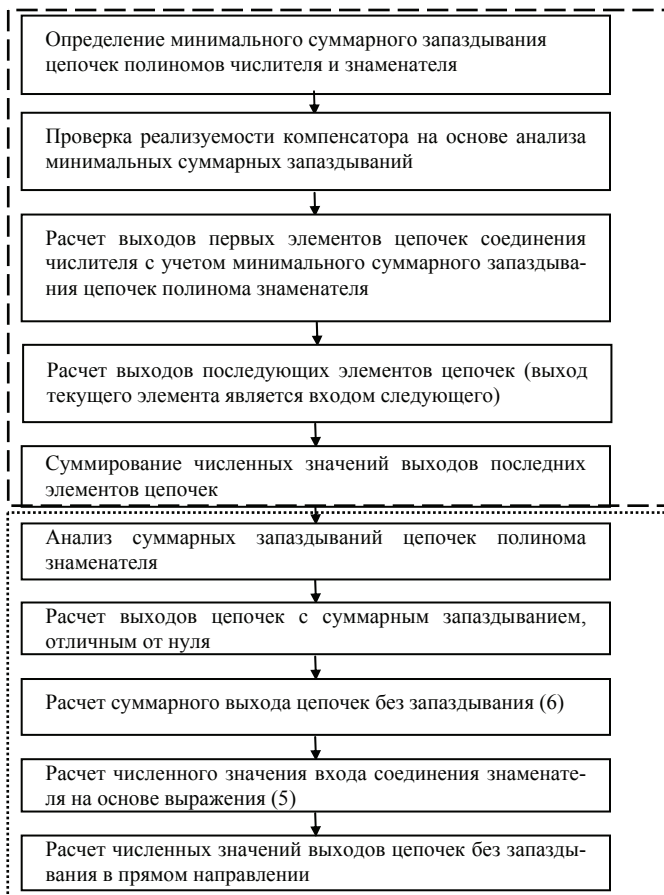 Определение минимального суммарного запаздывания
цепочек полиномов числителя и знаменателя
Проверка реализуемости компенсатора на основе анализа
минимальных суммарных запаздываний
Расчет выходов первых элементов цепочек соединения
числителя с учетом минимального суммарного запаздыва-
ния цепочек полинома знаменателя
Расчет выходов последующих элементов цепочек (выход
текущего элемента является входом следующего)
Суммирование численных значений выходов последних
элементов цепочек
Анализ суммарных запаздываний цепочек полинома
знаменателя
Расчет выходов цепочек с суммарным запаздыванием,
отличным от нуля
Расчет суммарного выхода цепочек без запаздывания (6)
Расчет численного значения входа соединения знаменате-
ля на основе выражения (5)
Расчет численных значений выходов цепочек без запазды-
вания в прямом направлении